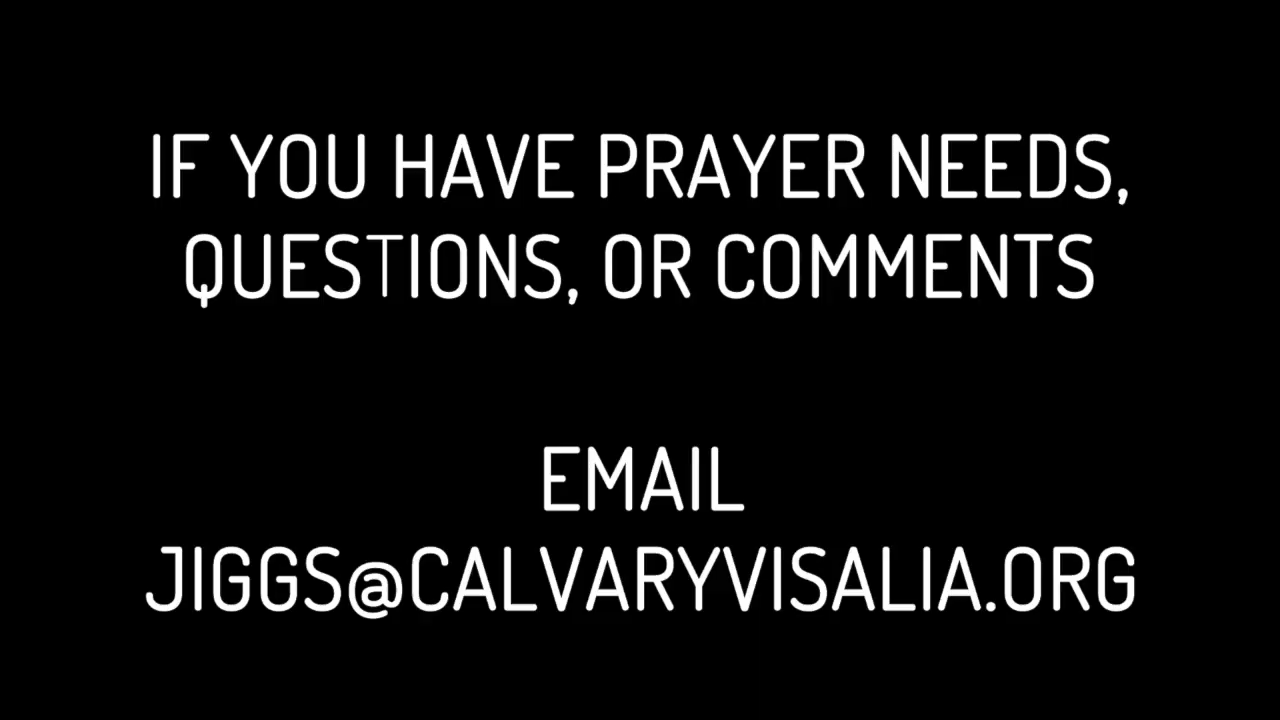 IF YOU HAVE PRAYER NEEDS,
QUESTIONS, OR COMMENTS
EMAIL
JIGGS@CALVARYVISALIA.ORG